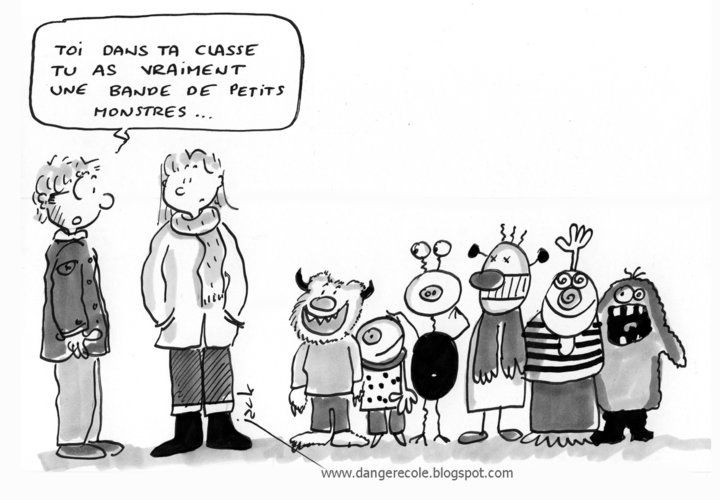 TOI DANS TA CLASSE
TU AS VRAIMENT
UNE BANDE DE PETITS
MONSTRES...
www.dangerecole.blogspot.com